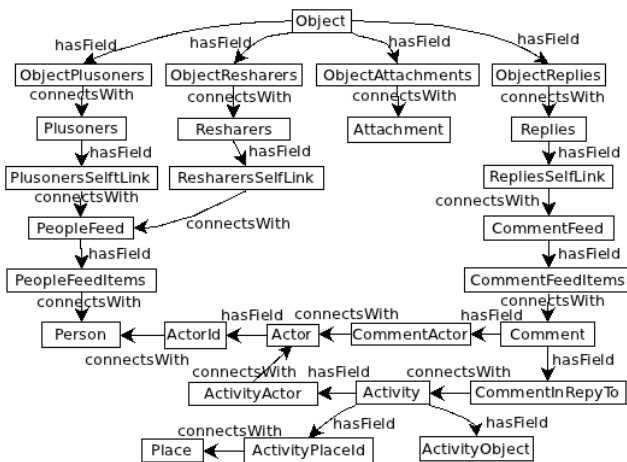 Object
hasField hasField hasField hasField
ObjectPlusoners ObjectResharers ObjectAttachments ObjectReplies
connectsWith connectsWith connectsWith connectsWith
Plusoners Resharers Attachment Replies
hasField hasField hasField
PlusonersSelftLink ResharersSelfLink RepliesSelfLink
connectsWith connectsWith connectsWith
PeopleFeed CommentFeed
hasField hasField
PeopleFeedItems CommentFeedItems
connectsWith connectsWith
hasField connectsWith
Person ActorId Actor CommentActor Comment
connectsWith hasField hasField
connectsWith connectsWith
ActivityActor Activity CommentInRepyTo
hasField
hasField hasField
connectsWith
Place ActivityPlaceId ActivityObject